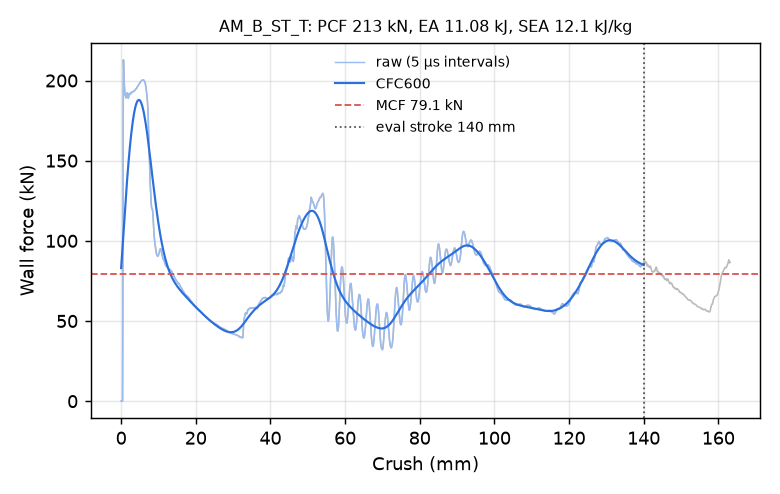 AM_B_ST_T: PCF 213 kN, EA 11.08 kJ, SEA 12.1 kJ/kg
raw (5 µs intervals)
CFC600
MCF 79.1 kN
eval stroke 140 mm
Wall force (kN)
200
150
100
50
0
0 20 40 60 80 100 120 140 160
Crush (mm)